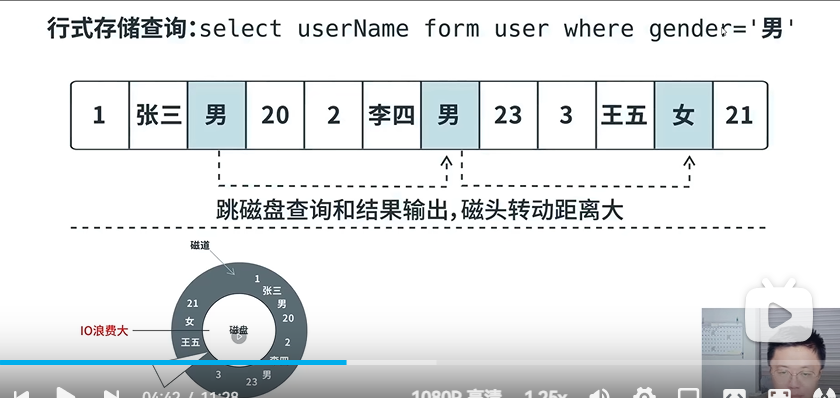 行式存储查询:select userName form user where gender='男'
1 张三 男 20 2 李四 男 23 3 王五 女 21
跳磁盘查询和结果输出,磁头转动距离大
磁道
1
张三
男
20
2
李四
男
23
3
王五
女
21
磁盘
IO浪费大
04:42 / 11:28
1080P 高清
1.25x